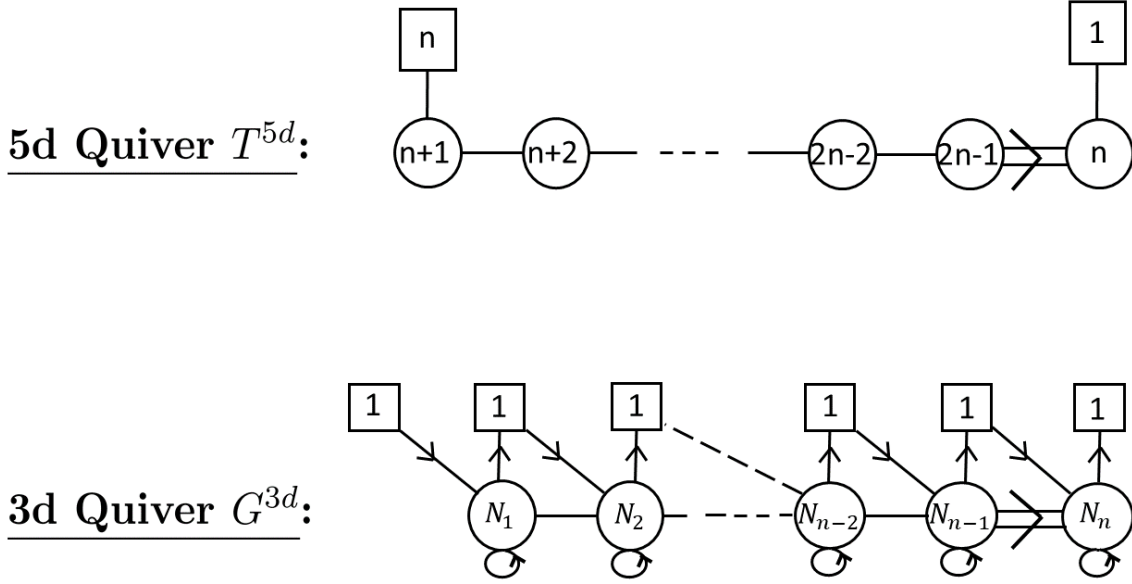 n 1
5d Quiver T^{5d}:
n+1 n+2 2n-2 2n-1 n
1 1 1 1 1 1
3d Quiver G^{3d}:
N_1 N_2 N_{n-2} N_{n-1} N_n